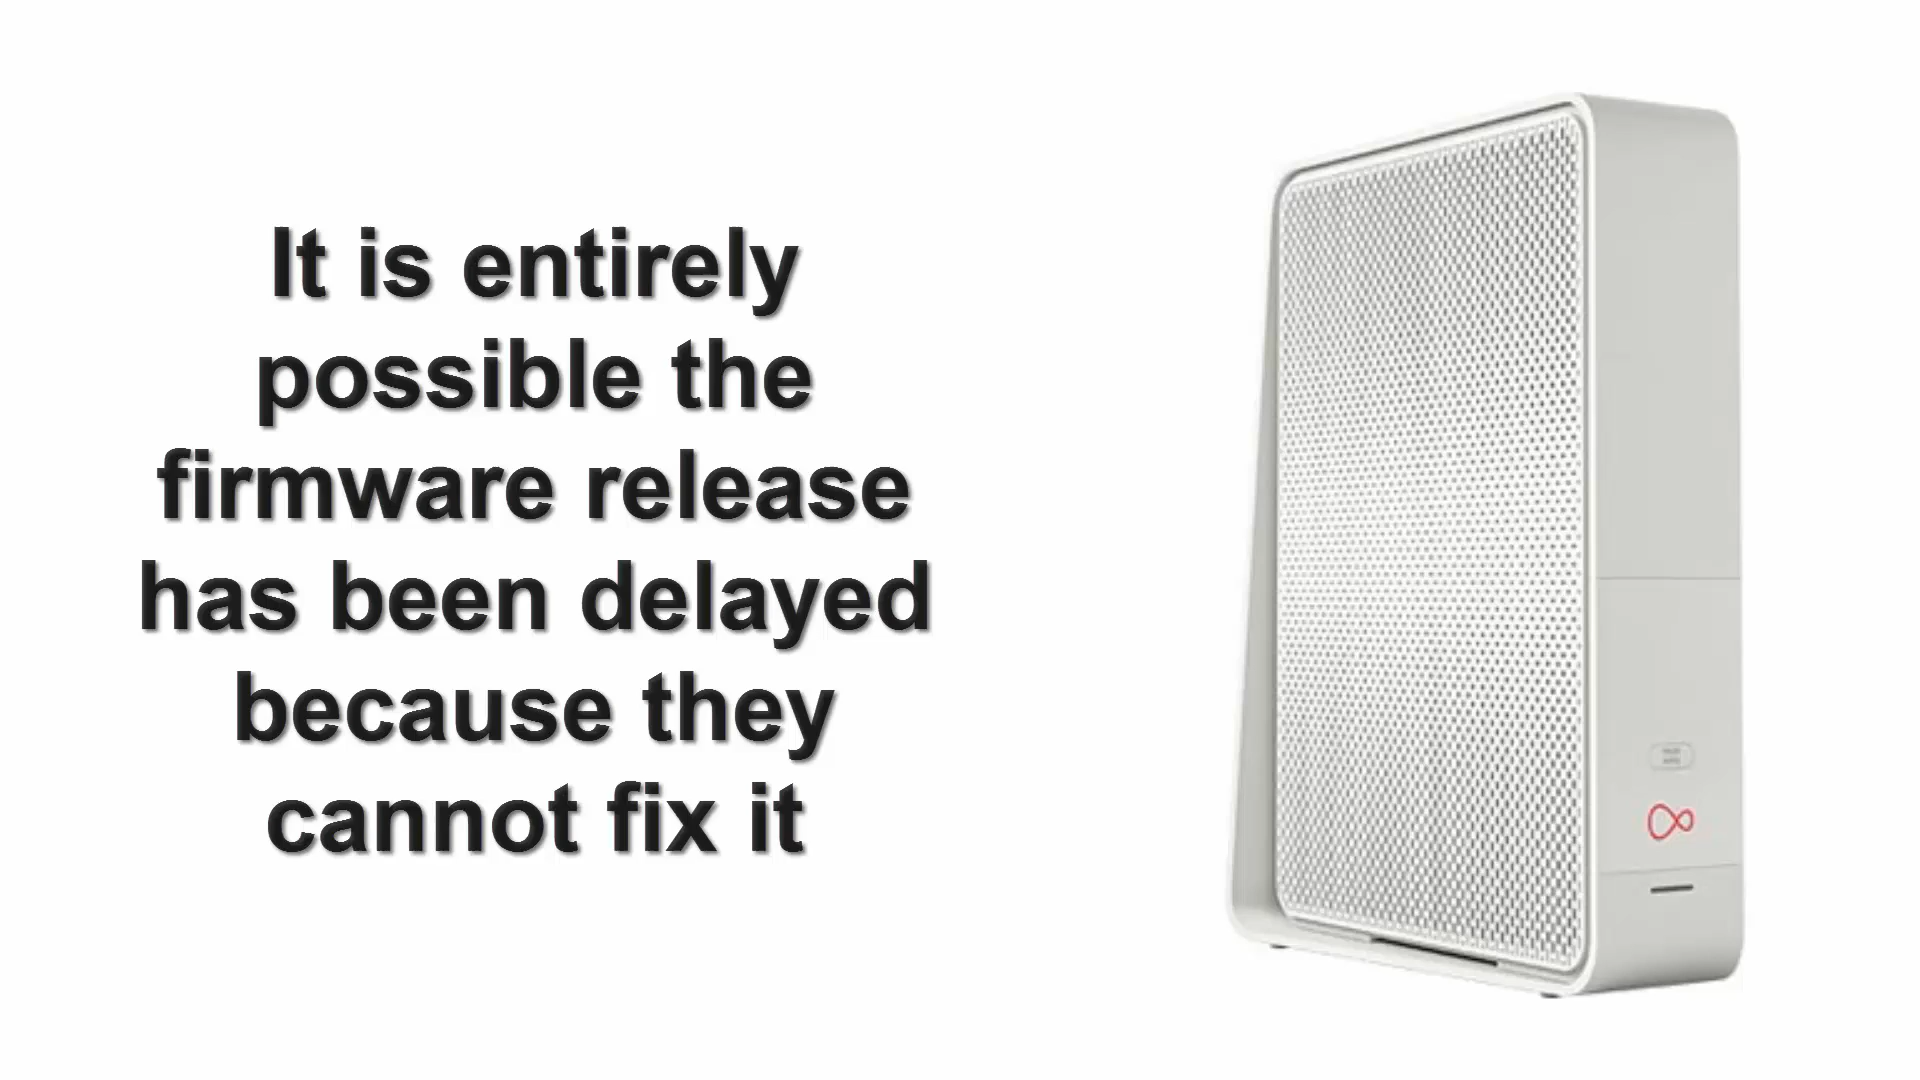 It is entirely
possible the
firmware release
has been delayed
because they
cannot fix it